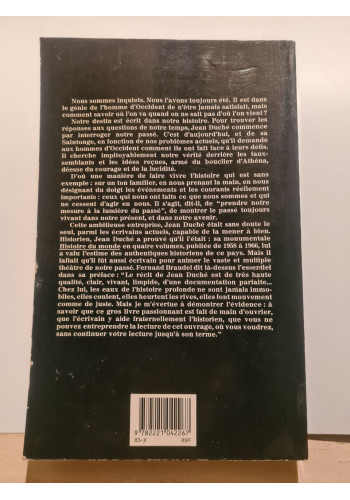 Nous sommes inquiets. Nous l'avons toujours été. Il est dans
le génie de l'homme d'Occident de n'être jamais satisfait, mais
comment savoir où l'on va quand on ne sait pas d'où l'on vient ?
Notre destin est écrit dans notre histoire. Pour trouver les
réponses aux questions de notre temps, Jean Duché commence
par interroger notre passé. C'est d'aujourd'hui, et de sa
Saintonge, en fonction de nos problèmes actuels, qu'il demande
aux hommes d'Occident comment ils ont fait face à leurs défis.
Il cherche impitoyablement notre vérité derrière les faux-
semblants et les idées reçues, armé du bouclier d'Athéna,
déesse du courage et de la lucidité.
D'où une manière de faire vivre l'histoire qui est sans
exemple : sur un ton familier, en nous prenant la main, en nous
désignant du doigt les événements et les courants réellement
importants : ceux qui nous ont faits ce que nous sommes et qui
ne cessent d'agir en nous. Il s'agit, dit-il, de "prendre notre
mesure à la lumière du passé", de montrer le passé toujours
vivant dans notre présent, et dans notre avenir.
Cette ambitieuse entreprise, Jean Duché était sans doute le
seul, parmi les écrivains actuels, capable de la mener à bien.
Historien, Jean Duché a prouvé qu'il l'était : sa monumentale
Histoire du monde en quatre volumes, publiée de 1958 à 1966, lui
a valu l'estime des authentiques historiens de ce pays. Mais il
fallait qu'il fût aussi écrivain pour animer le vaste et multiple
théâtre de notre passé. Fernand Braudel dit là-dessus l'essentiel
dans sa préface : "Le récit de Jean Duché est de très haute
qualité, clair, vivant, limpide, d'une documentation parfaite...
Chez lui, les eaux de l'histoire profonde ne sont jamais immo-
biles, elles coulent, elles heurtent les rives, elles font mouvement
comme de juste. Mais je m'évertue à démontrer l'évidence : à
savoir que ce gros livre passionnant est fait de main d'ouvrier,
que l'écrivain y aide fraternellement l'historien, que vous ne
pouvez entreprendre la lecture de cet ouvrage, où vous voudrez,
sans continuer votre lecture jusqu'à son terme."
9 782221 042267
83-X 89F